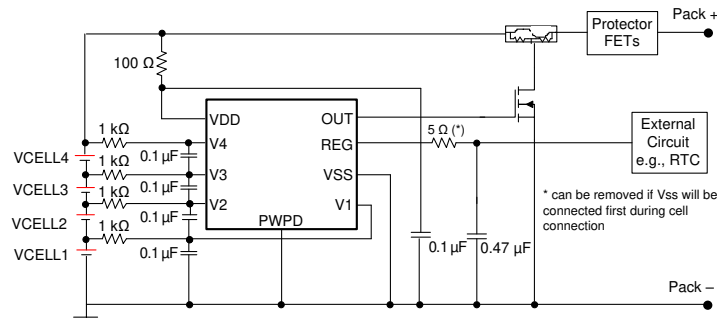 Pack +
Protector
FETs
100 Ω
VDD
V4
V3
V2
OUT
REG
VSS
V1
PWPD
1 kΩ
1 kΩ
1 kΩ
1 kΩ
0.1 µF
0.1 µF
0.1 µF
0.1 µF
VCELL4
VCELL3
VCELL2
VCELL1
5 Ω (*)
External
Circuit
e.g., RTC
* can be removed if Vss will be
connected first during cell
connection
0.1 µF
0.47 µF
Pack –